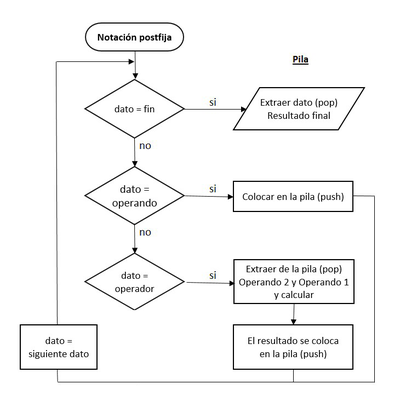 Notación postfija
Pila
dato = fin
si
Extraer dato (pop)
Resultado final
no
dato =
operando
si
Colocar en la pila (push)
no
dato =
operador
si
Extraer de la pila (pop)
Operando 2 y Operando 1
y calcular
dato =
siguiente dato
El resultado se coloca
en la pila (push)